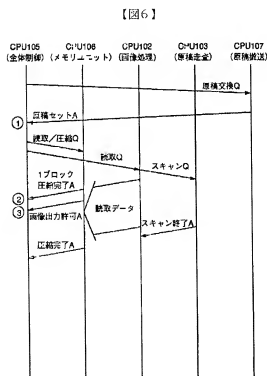 【図6】
CPU105 CPU106 CPU102 CPU103 CPU107
(全体制御) (メモリユニット) (画像処理) (原稿走査) (原稿搬送)
原稿交換Q
① 原稿セットA
読取/圧縮Q
読取Q
スキャンQ
1ブロック
圧縮完了A
②
③
画像出力許可A
読取データ
スキャン終了A
圧縮完了A